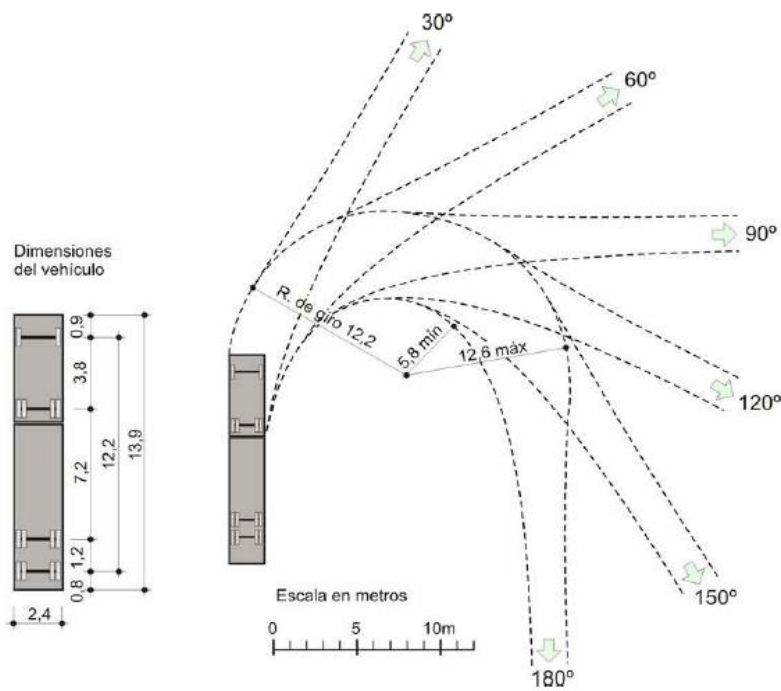 30º
60º
90º
Dimensiones
del vehículo
0,9
3,8
7,2
1,2
0,8
12,2
13,9
2,4
R. de giro 12,2
5,8 mín
12,6 máx
120º
150º
180º
Escala en metros
0 5 10m